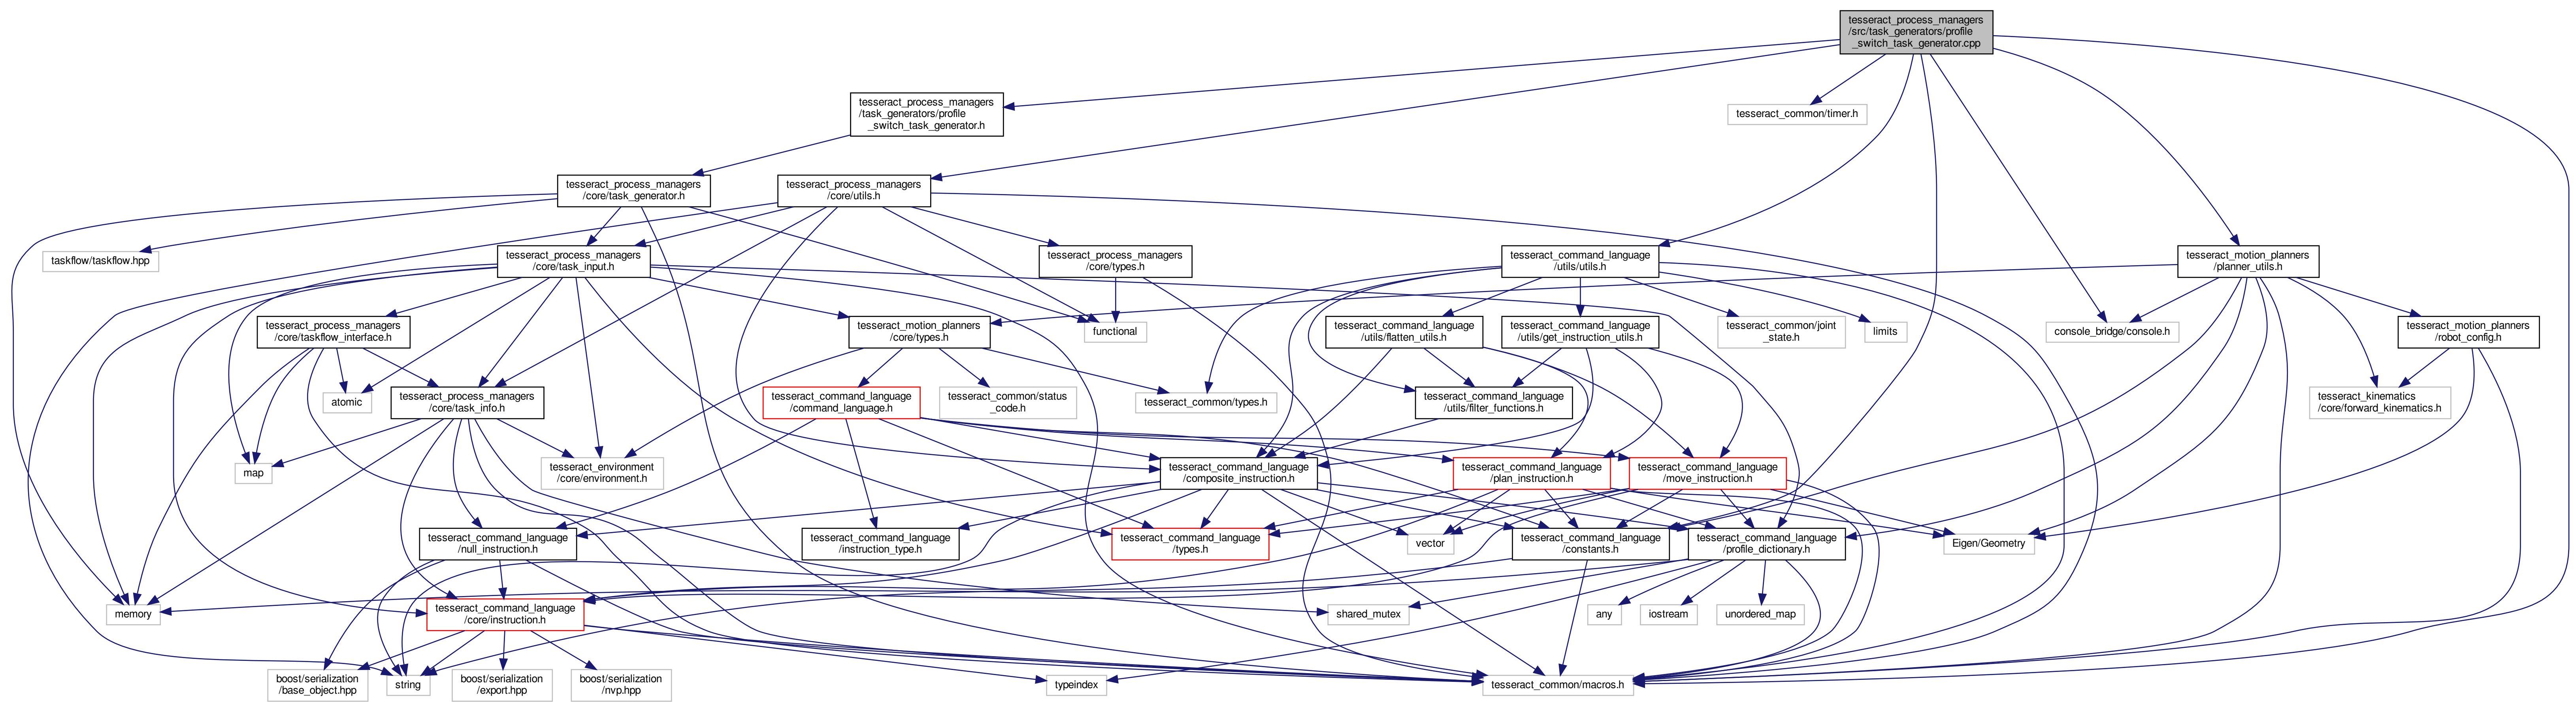 tesseract_process_managers
/src/task_generators/profile
_switch_task_generator.cpp
tesseract_process_managers
/task_generators/profile
_switch_task_generator.h
tesseract_common/timer.h
tesseract_process_managers
/core/task_generator.h
tesseract_process_managers
/core/utils.h
taskflow/taskflow.hpp
tesseract_process_managers
/core/task_input.h
tesseract_process_managers
/core/types.h
tesseract_command_language
/utils/utils.h
tesseract_motion_planners
/planner_utils.h
tesseract_process_managers
/core/taskflow_interface.h
tesseract_motion_planners
/core/types.h
functional
tesseract_command_language
/utils/flatten_utils.h
tesseract_command_language
/utils/get_instruction_utils.h
tesseract_common/joint
_state.h
limits
console_bridge/console.h
tesseract_motion_planners
/robot_config.h
atomic
tesseract_process_managers
/core/task_info.h
tesseract_command_language
/command_language.h
tesseract_common/status
_code.h
tesseract_common/types.h
tesseract_command_language
/utils/filter_functions.h
tesseract_kinematics
/core/forward_kinematics.h
map
tesseract_environment
/core/environment.h
tesseract_command_language
/composite_instruction.h
tesseract_command_language
/plan_instruction.h
tesseract_command_language
/move_instruction.h
tesseract_command_language
/null_instruction.h
tesseract_command_language
/instruction_type.h
tesseract_command_language
/types.h
vector
tesseract_command_language
/constants.h
tesseract_command_language
/profile_dictionary.h
Eigen/Geometry
memory
tesseract_command_language
/core/instruction.h
shared_mutex
any
iostream
unordered_map
boost/serialization
/base_object.hpp
string
boost/serialization
/export.hpp
boost/serialization
/nvp.hpp
typeindex
tesseract_common/macros.h